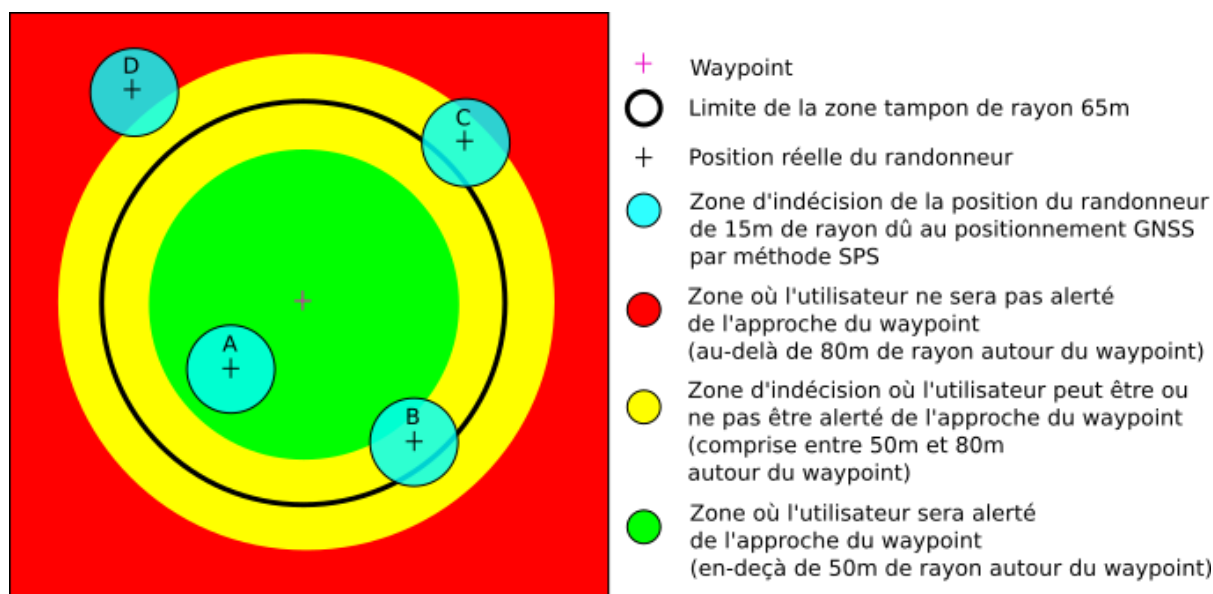 D
C
A
B
Waypoint
Limite de la zone tampon de rayon 65m
Position réelle du randonneur
Zone d'indécision de la position du randonneur
de 15m de rayon dû au positionnement GNSS
par méthode SPS
Zone où l'utilisateur ne sera pas alerté
de l'approche du waypoint
(au-delà de 80m de rayon autour du waypoint)
Zone d'indécision où l'utilisateur peut être ou
ne pas être alerté de l'approche du waypoint
(comprise entre 50m et 80m
autour du waypoint)
Zone où l'utilisateur sera alerté
de l'approche du waypoint
(en-deçà de 50m de rayon autour du waypoint)